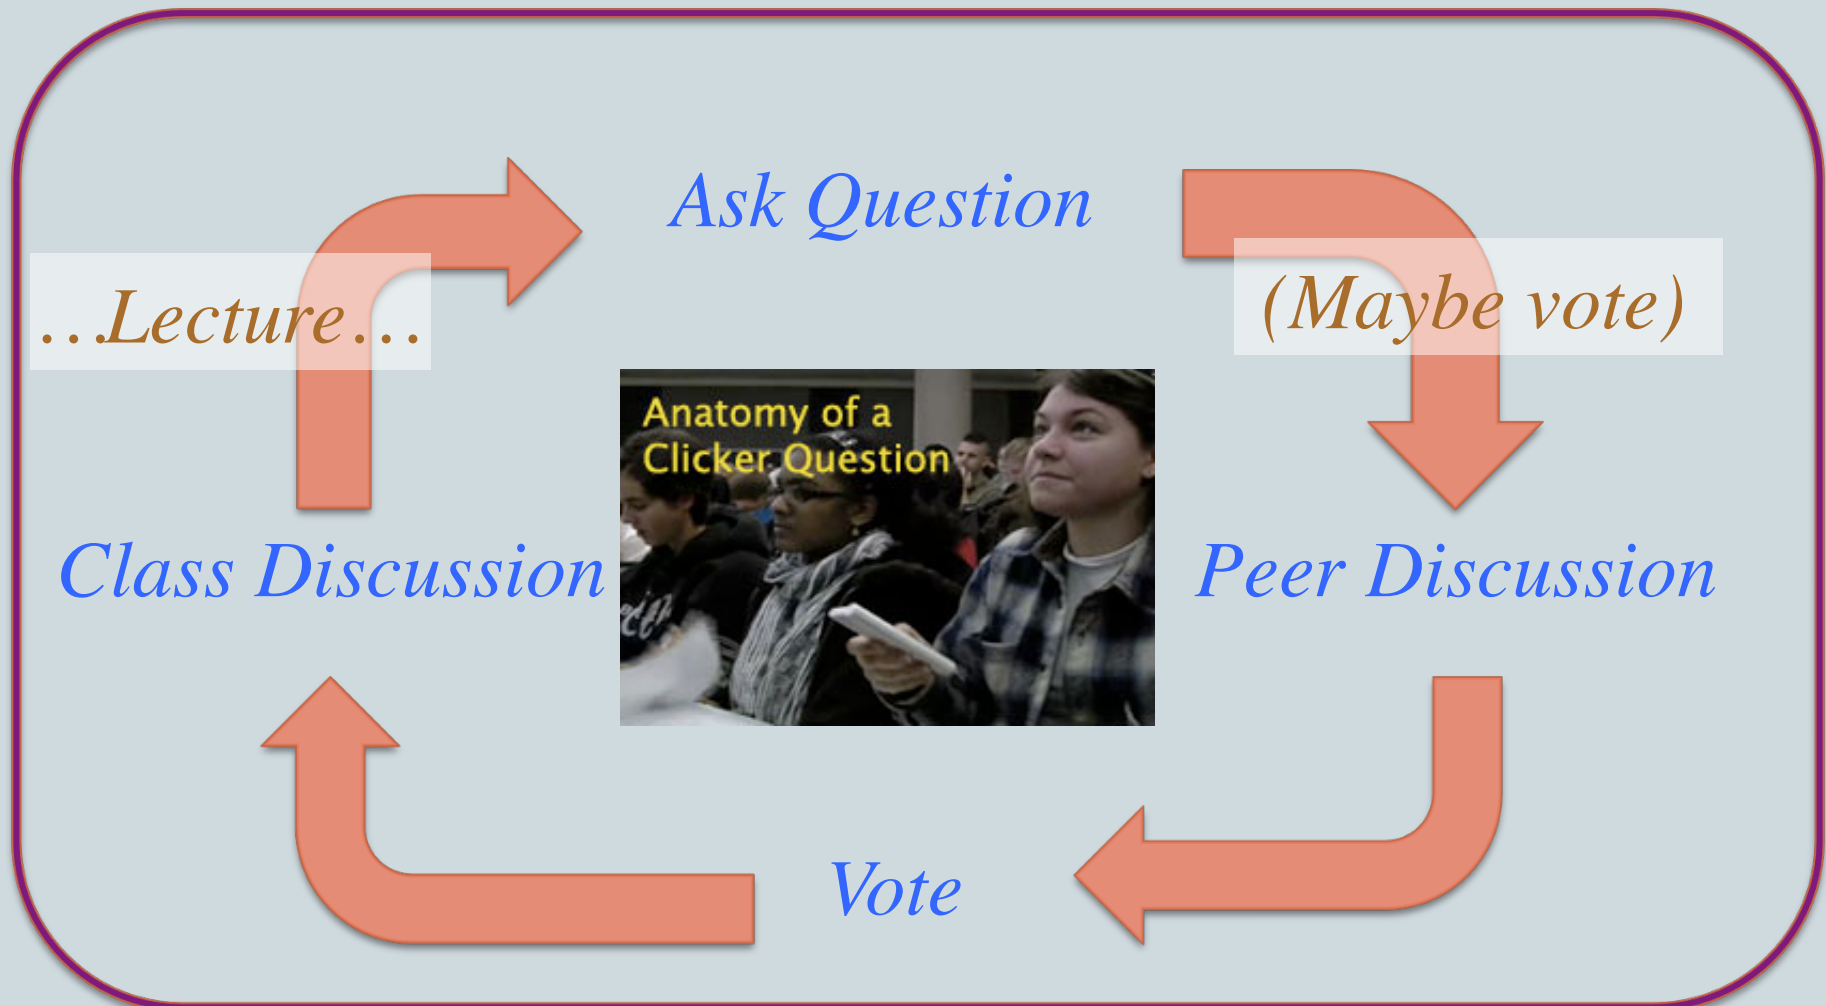 Ask Question
…Lecture…
(Maybe vote)
Anatomy of a
Clicker Question
Class Discussion
Peer Discussion
Vote